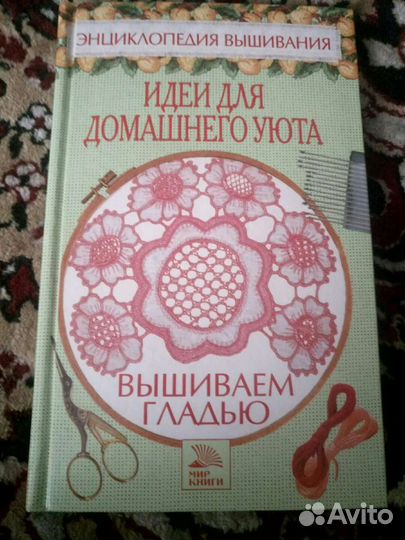 ЭНЦИКЛОПЕДИЯ ВЫШИВАНИЯ
ИДЕИ ДЛЯ
ДОМАШНЕГО УЮТА
ВЫШИВАЕМ
ГЛАДЬЮ
МИР
КНИГИ
Avito